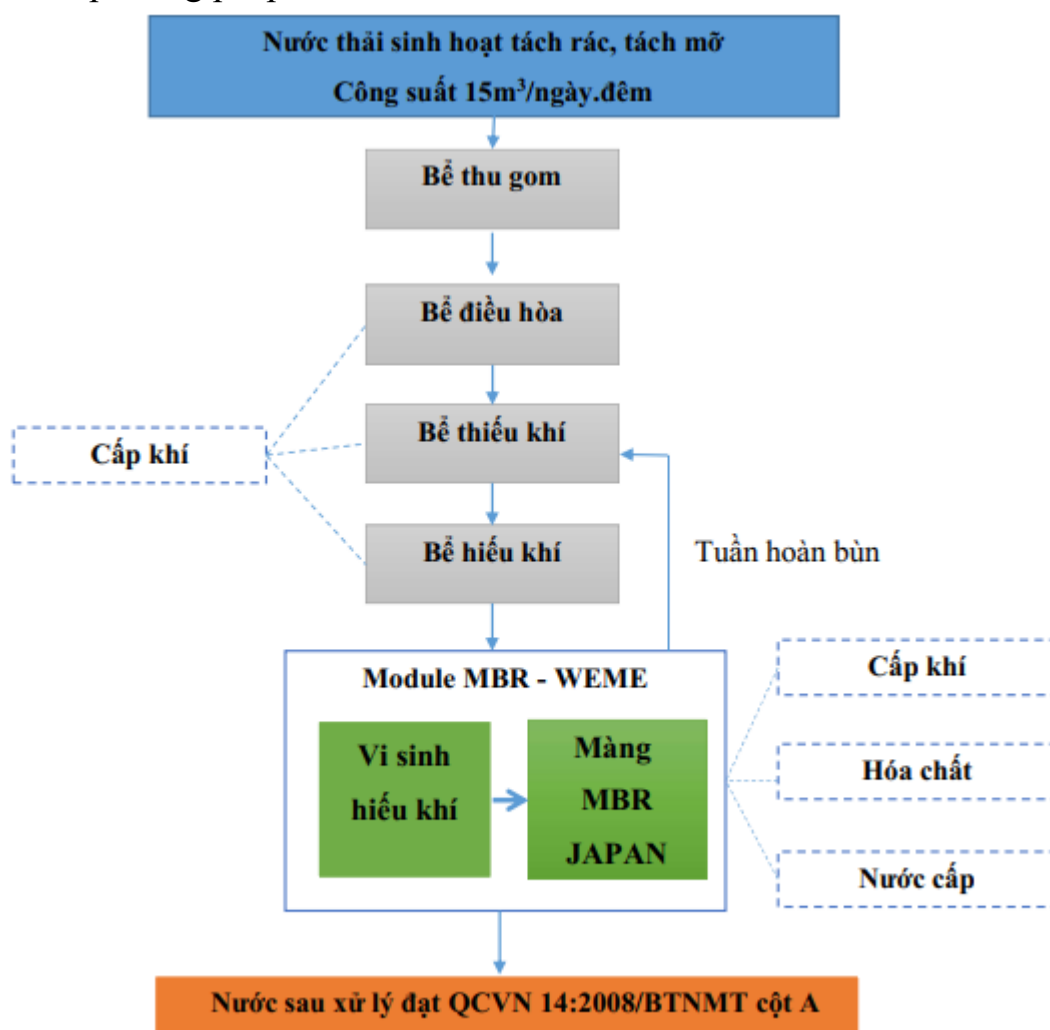 Nước thải sinh hoạt tách rác, tách mỡ
Công suất 15m³/ngày.đêm
Bể thu gom
Bể điều hòa
Bể thiếu khí
Cấp khí
Bể hiếu khí
Tuần hoàn bùn
Module MBR - WEME
Vi sinh
hiếu khí
Màng
MBR
JAPAN
Cấp khí
Hóa chất
Nước cấp
Nước sau xử lý đạt QCVN 14:2008/BTNMT cột A